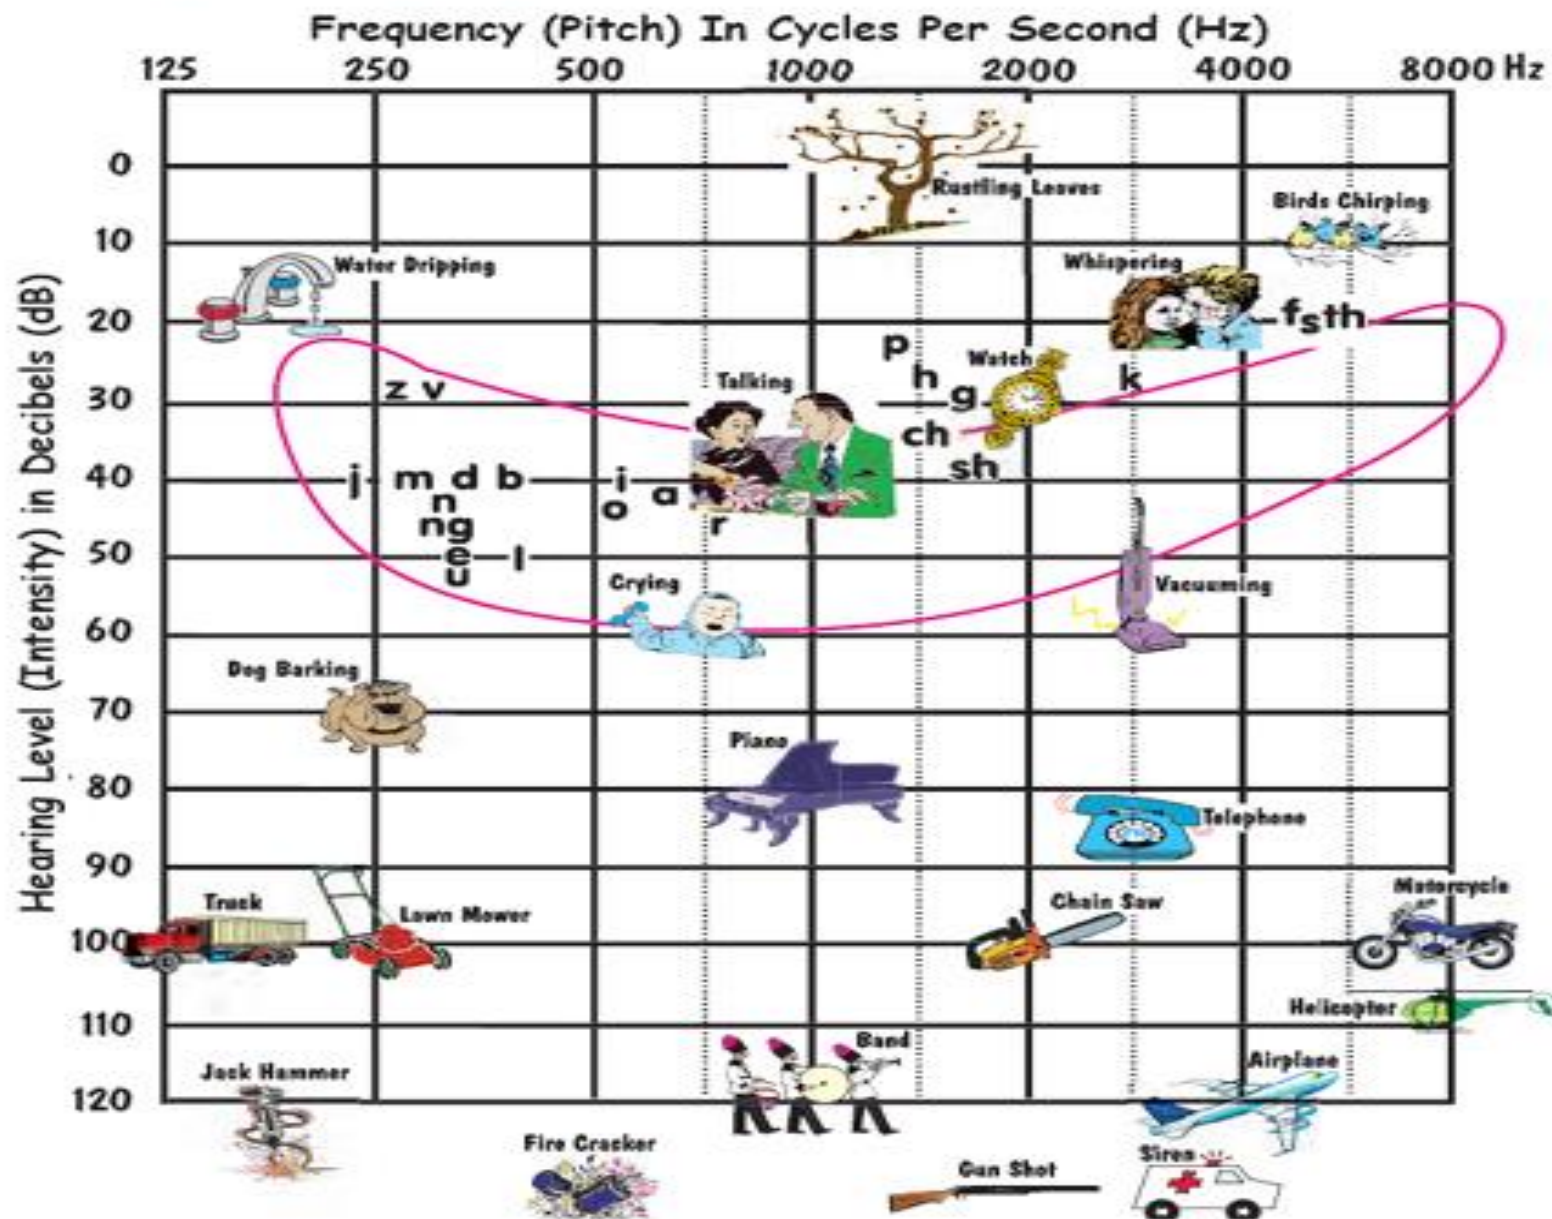 Frequency (Pitch) In Cycles Per Second (Hz)
125 250 500 1000 2000 4000 8000 Hz
Hearing Level (Intensity) in Decibels (dB)
0
Rustling Leaves
Birds Chirping
10
Water Dripping
Whispering
20
f s th
p
Watch
z v
Talking
h
k
30
g
ch
sh
40
j m d b i a
n
o
ng
r
50
e l
u
Crying
Vacuuming
60
Dog Barking
70
Piano
80
Telephone
90
Truck
Lawn Mower
Chain Saw
Motorcycle
100
Helicopter
110
Band
Airplane
Jack Hammer
120
Fire Cracker
Gun Shot
Siren